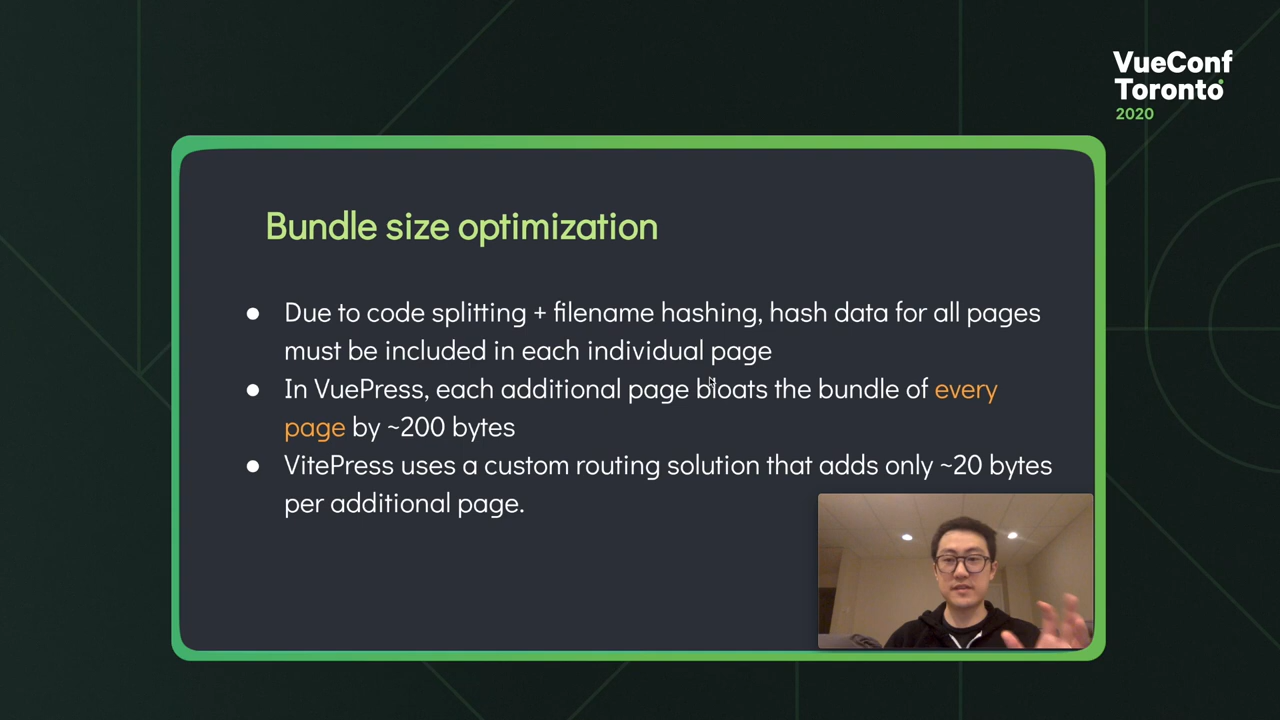 VueConf
Toronto
2020
Bundle size optimization
● Due to code splitting + filename hashing, hash data for all pages
must be included in each individual page
● In VuePress, each additional page bloats the bundle of every
page by ~200 bytes
● VitePress uses a custom routing solution that adds only ~20 bytes
per additional page.